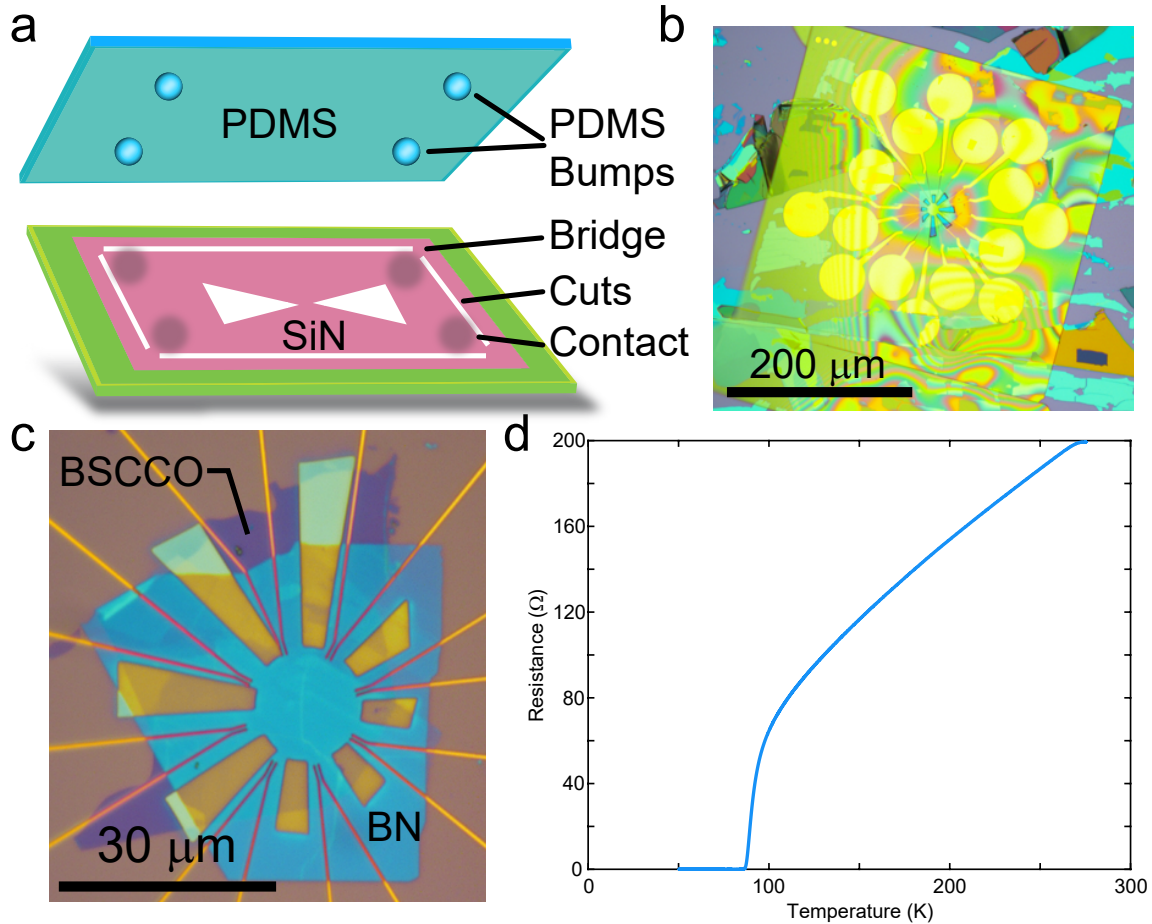 a
PDMS
PDMS
Bumps
Bridge
Cuts
Contact
SiN
b
200 μm
c
BSCCO
BN
30 μm
d
200
160
120
80
40
0
Resistance (Ω)
0
100
200
300
Temperature (K)